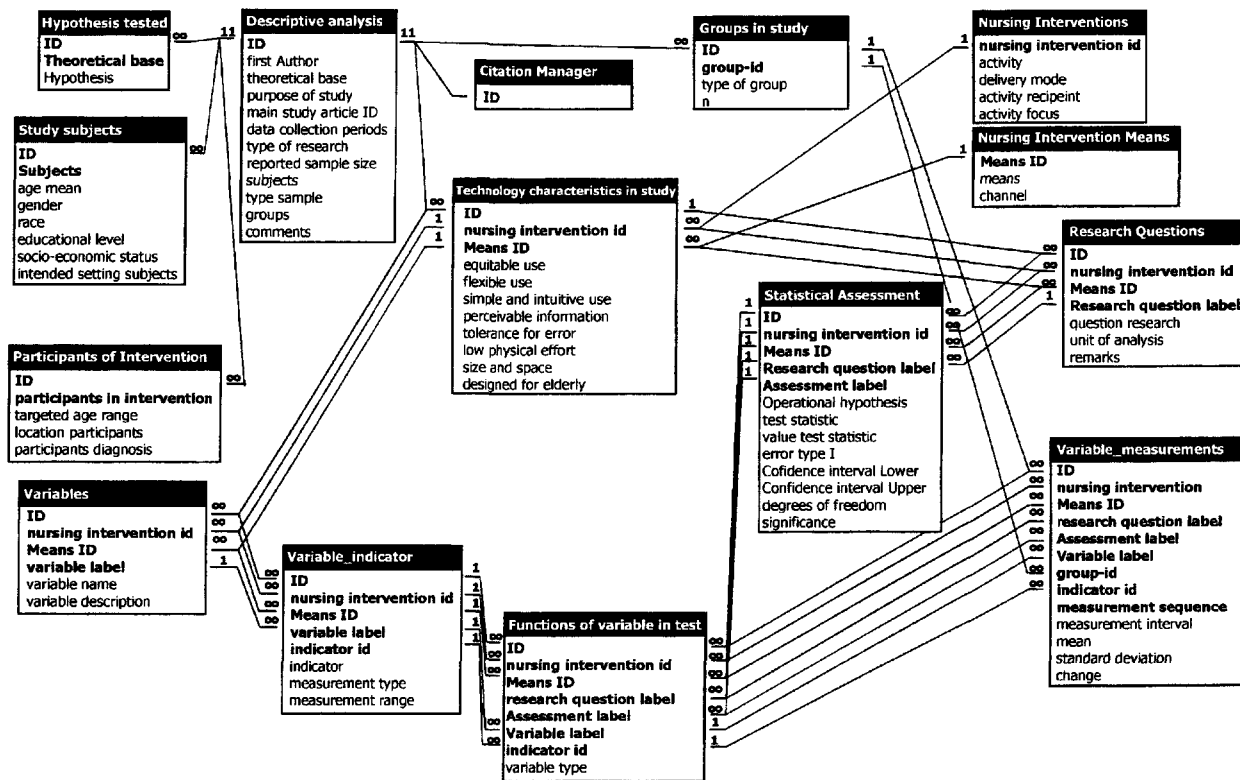 Hypothesis tested
ID
Theoretical base
Hypothesis
Descriptive analysis
ID
first Author
theoretical base
purpose of study
main study article ID
data collection periods
type of research
reported sample size
subjects
type sample
groups
comments
Citation Manager
ID
Groups in study
ID
group-id
type of group
n
Nursing Interventions
nursing intervention id
activity
delivery mode
activity recipeint
activity focus
Nursing Intervention Means
Means ID
means
channel
Study subjects
ID
Subjects
age mean
gender
race
educational level
socio-economic status
intended setting subjects
Technology characteristics in study
ID
nursing intervention id
Means ID
equitable use
flexible use
simple and intuitive use
perceivable information
tolerance for error
low physical effort
size and space
designed for elderly
Research Questions
ID
nursing intervention id
Means ID
Research question label
question research
unit of analysis
remarks
Statistical Assessment
ID
nursing intervention id
Means ID
Research question label
Assessment label
Operational hypothesis
test statistic
value test statistic
error type I
Cofidence interval Lower
Confidence interval Upper
degrees of freedom
significance
Participants of Intervention
ID
participants in intervention
targeted age range
location participants
participants diagnosis
Variables
ID
nursing intervention id
Means ID
variable label
variable name
variable description
Variable_indicator
ID
nursing intervention id
Means ID
variable label
indicator id
indicator
measurement type
measurement range
Functions of variable in test
ID
nursing intervention id
Means ID
research question label
Assessment label
Variable label
indicator id
variable type
Variable_measurements
ID
nursing intervention
Means ID
research question label
Assessment label
Variable label
group-id
indicator id
measurement sequence
measurement interval
mean
standard deviation
change